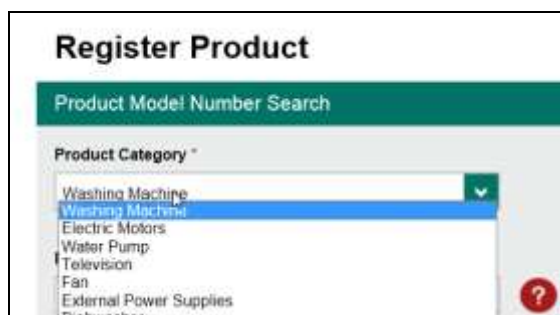 Register Product
Product Model Number Search
Product Category *
Washing Machine
Washing Machine
Electric Motors
Water Pump
Television
Fan
External Power Supplies
Dishwasher
?